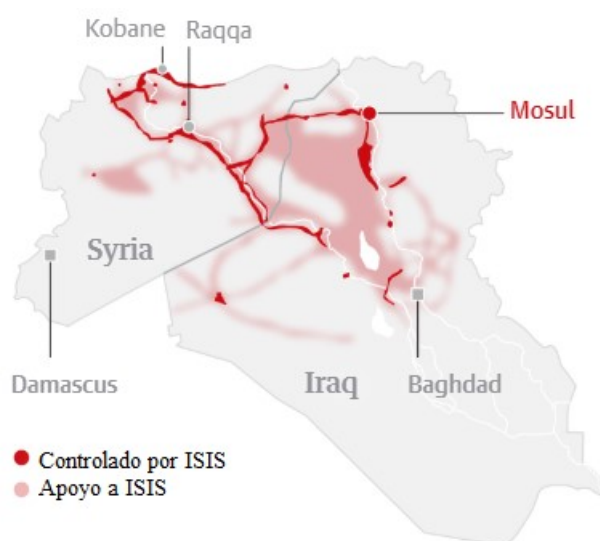 Kobane
Raqqa
Mosul
Syria
Damascus
Iraq
Baghdad
Controlado por ISIS
Apoyo a ISIS